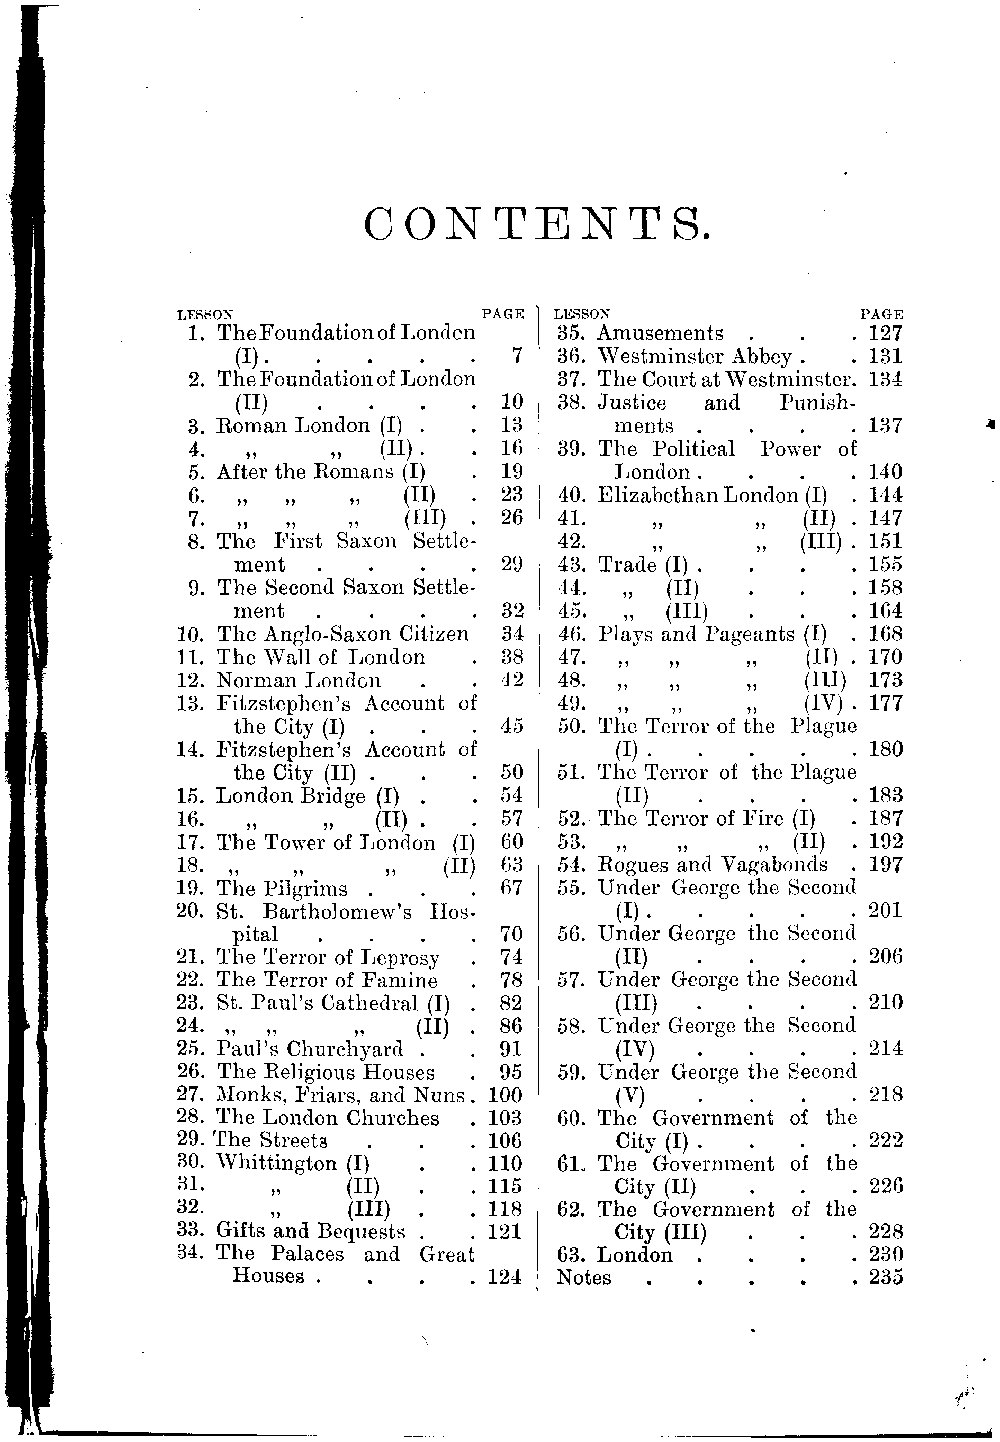 CONTENTS.
LESSON PAGE
1. The Foundation of London
(I) . . . . . 7
2. The Foundation of London
(II) . . . . 10
3. Roman London (I) . . 13
4. „ „ (II) . . 16
5. After the Romans (I) . 19
6. „ „ „ (II) . 23
7. „ „ „ (III) . 26
8. The First Saxon Settle-
ment . . . . 29
9. The Second Saxon Settle-
ment . . . . 32
10. The Anglo-Saxon Citizen 34
11. The Wall of London . 38
12. Norman London . . 42
13. Fitzstephen's Account of
the City (I) . . . 45
14. Fitzstephen's Account of
the City (II) . . . 50
15. London Bridge (I) . . 54
16. „ „ (II) . . 57
17. The Tower of London (I) 60
18. „ „ „ (II) 63
19. The Pilgrims . . . 67
20. St. Bartholomew's Hos-
pital . . . . 70
21. The Terror of Leprosy . 74
22. The Terror of Famine . 78
23. St. Paul's Cathedral (I) . 82
24. „ „ „ (II) . 86
25. Paul's Churchyard . . 91
26. The Religious Houses . 95
27. Monks, Friars, and Nuns . 100
28. The London Churches . 103
29. The Streets . . . 106
30. Whittington (I) . . 110
31. „ (II) . . 115
32. „ (III) . . 118
33. Gifts and Bequests . . 121
34. The Palaces and Great
Houses . . . . 124
LESSON PAGE
35. Amusements . . . 127
36. Westminster Abbey . . 131
37. The Court at Westminster. 134
38. Justice and Punish-
ments . . . . 137
39. The Political Power of
London . . . . 140
40. Elizabethan London (I) . 144
41. „ „ (II) . 147
42. „ „ (III) . 151
43. Trade (I) . . . . 155
44. „ (II) . . . 158
45. „ (III) . . . 164
46. Plays and Pageants (I) . 168
47. „ „ „ (II) . 170
48. „ „ „ (III) 173
49. „ „ „ (IV) . 177
50. The Terror of the Plague
(I) . . . . . 180
51. The Terror of the Plague
(II) . . . . 183
52. The Terror of Fire (I) . 187
53. „ „ „ (II) . 192
54. Rogues and Vagabonds . 197
55. Under George the Second
(I) . . . . . 201
56. Under George the Second
(II) . . . . 206
57. Under George the Second
(III) . . . . 210
58. Under George the Second
(IV) . . . . 214
59. Under George the Second
(V) . . . . 218
60. The Government of the
City (I) . . . . 222
61. The Government of the
City (II) . . . 226
62. The Government of the
City (III) . . . 228
63. London . . . . 230
Notes . . . . . 235